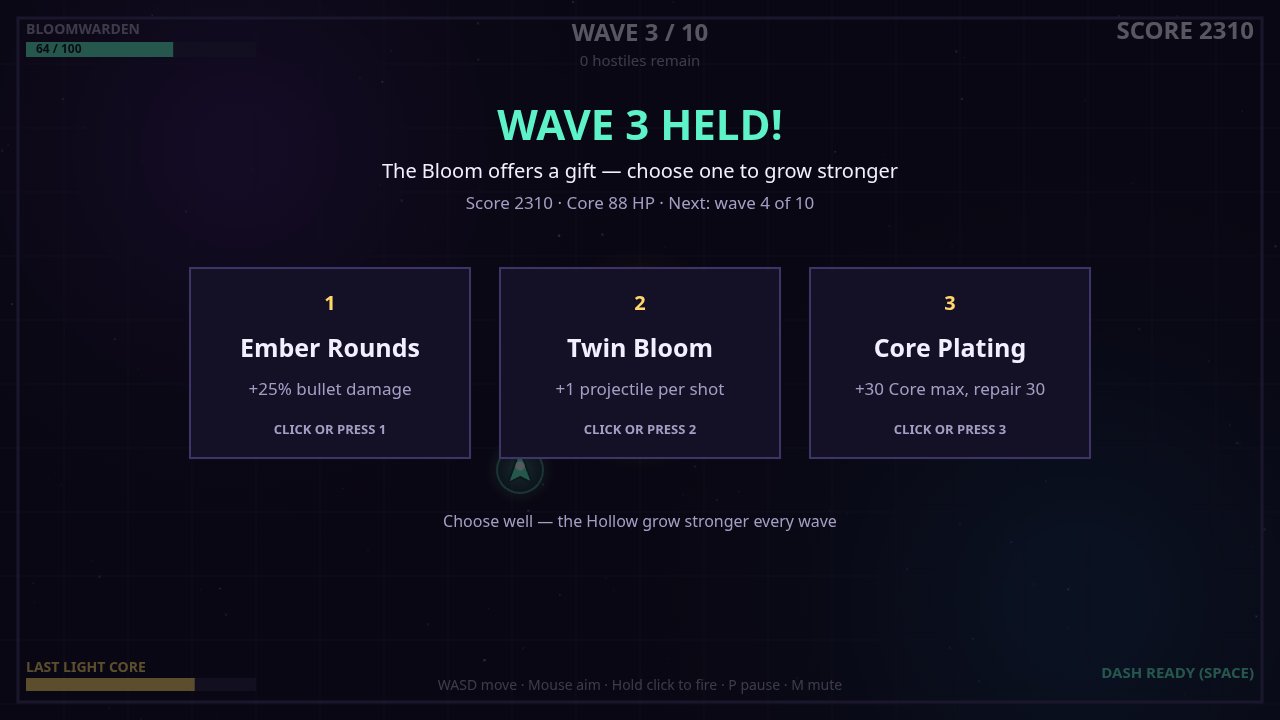 BLOOMWARDEN
64 / 100
WAVE 3 / 10
0 hostiles remain
SCORE 2310
WAVE 3 HELD!
The Bloom offers a gift — choose one to grow stronger
Score 2310 · Core 88 HP · Next: wave 4 of 10
1
Ember Rounds
+25% bullet damage
CLICK OR PRESS 1
2
Twin Bloom
+1 projectile per shot
CLICK OR PRESS 2
3
Core Plating
+30 Core max, repair 30
CLICK OR PRESS 3
Choose well — the Hollow grow stronger every wave
LAST LIGHT CORE
WASD move · Mouse aim · Hold click to fire · P pause · M mute
DASH READY (SPACE)